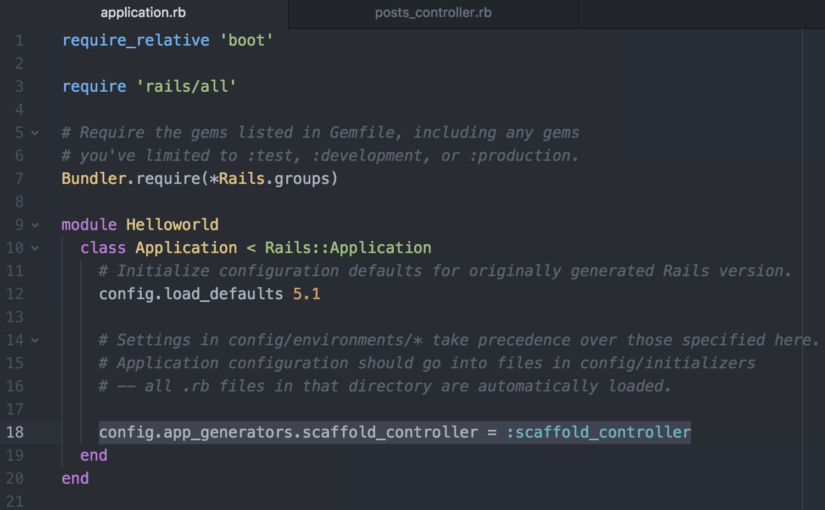 application.rb
posts_controller.rb
1 require_relative 'boot'
2
3 require 'rails/all'
4
5 # Require the gems listed in Gemfile, including any gems
6 # you've limited to :test, :development, or :production.
7 Bundler.require(*Rails.groups)
8
9 module Helloworld
10 class Application < Rails::Application
11 # Initialize configuration defaults for originally generated Rails version.
12 config.load_defaults 5.1
13
14 # Settings in config/environments/* take precedence over those specified here.
15 # Application configuration should go into files in config/initializers
16 # -- all .rb files in that directory are automatically loaded.
17
18 config.app_generators.scaffold_controller = :scaffold_controller
19 end
20 end
21